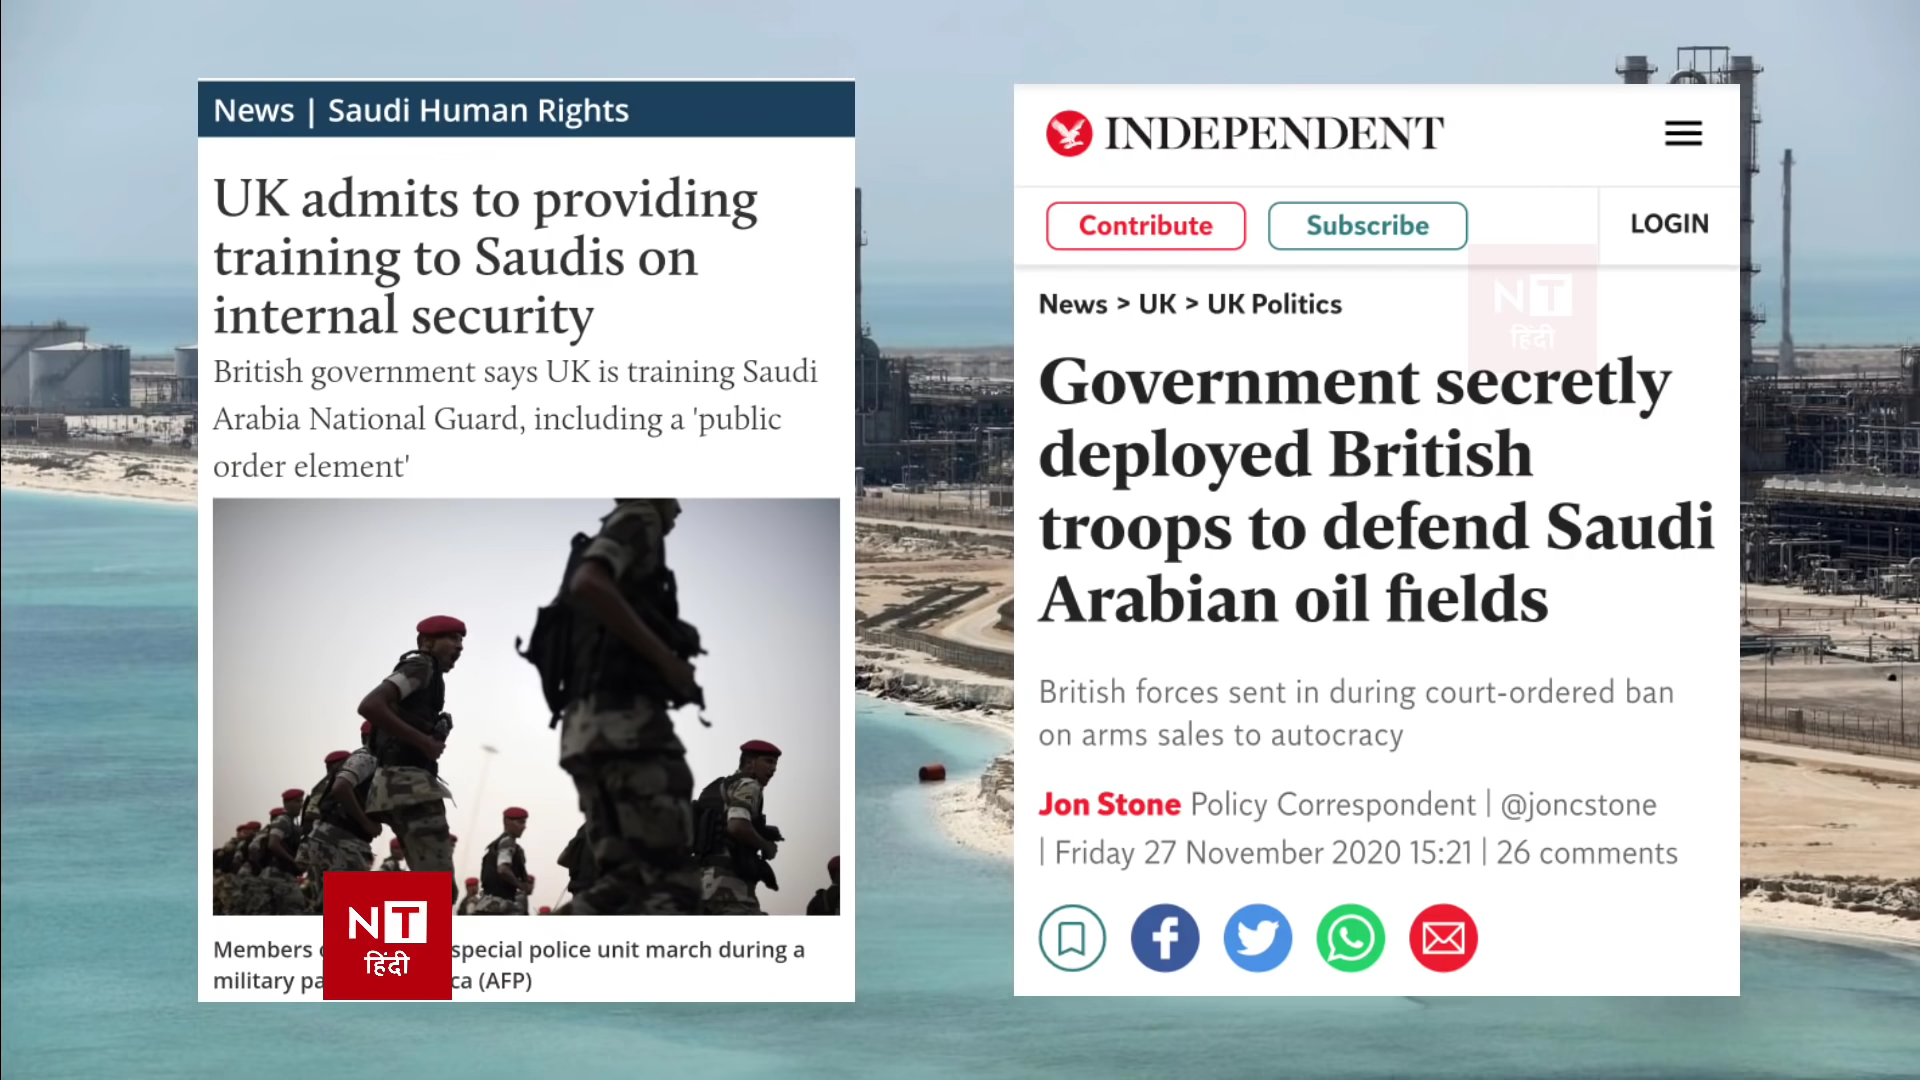 News | Saudi Human Rights
UK admits to providing
training to Saudis on
internal security
British government says UK is training Saudi
Arabia National Guard, including a 'public
order element'
Members special police unit march during a
military ca (AFP)
NT
हिंदी
INDEPENDENT
Contribute Subscribe LOGIN
NT
हिंदी
News > UK > UK Politics
Government secretly
deployed British
troops to defend Saudi
Arabian oil fields
British forces sent in during court-ordered ban
on arms sales to autocracy
Jon Stone Policy Correspondent | @joncstone
| Friday 27 November 2020 15:21 | 26 comments